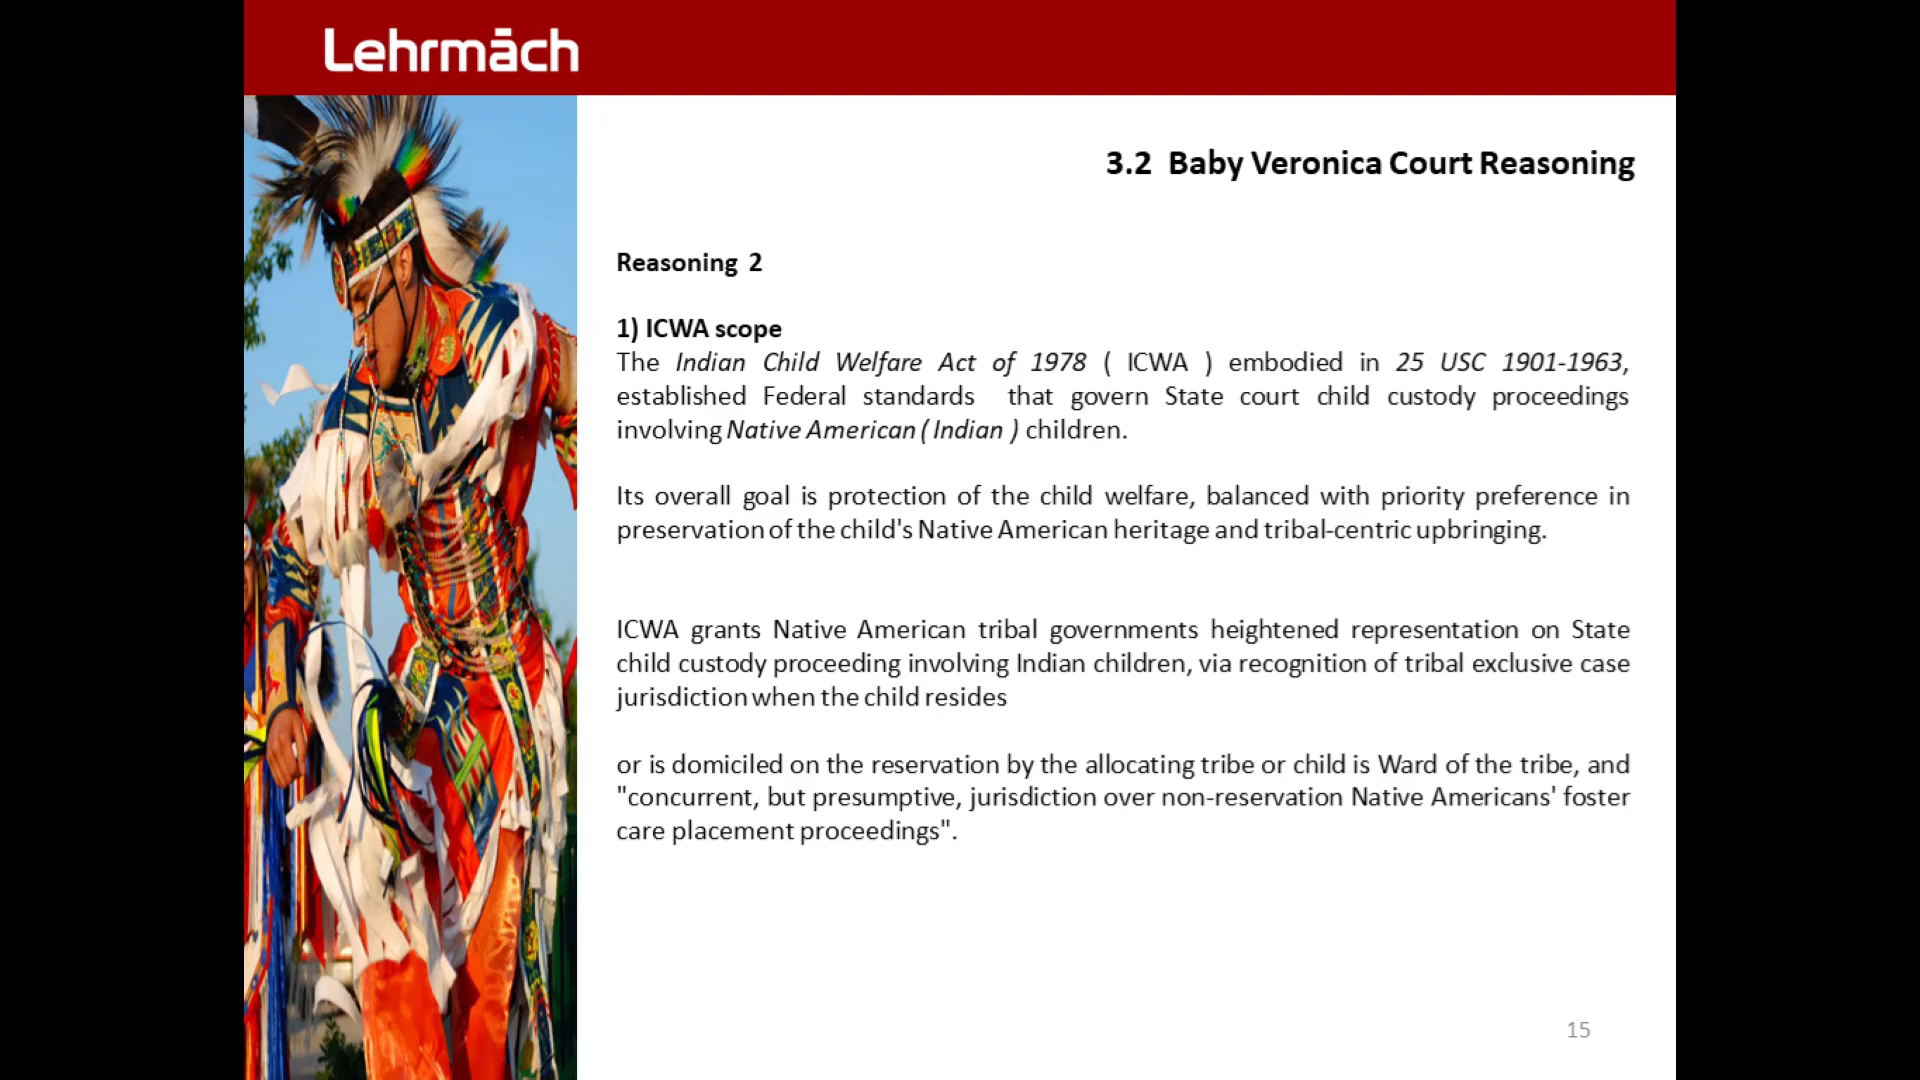 Lehrmāch
3.2 Baby Veronica Court Reasoning
Reasoning 2
1) ICWA scope
The Indian Child Welfare Act of 1978 ( ICWA ) embodied in 25 USC 1901-1963,
established Federal standards that govern State court child custody proceedings
involving Native American ( Indian ) children.
Its overall goal is protection of the child welfare, balanced with priority preference in
preservation of the child's Native American heritage and tribal-centric upbringing.
ICWA grants Native American tribal governments heightened representation on State
child custody proceeding involving Indian children, via recognition of tribal exclusive case
jurisdiction when the child resides
or is domiciled on the reservation by the allocating tribe or child is Ward of the tribe, and
"concurrent, but presumptive, jurisdiction over non-reservation Native Americans' foster
care placement proceedings".
15